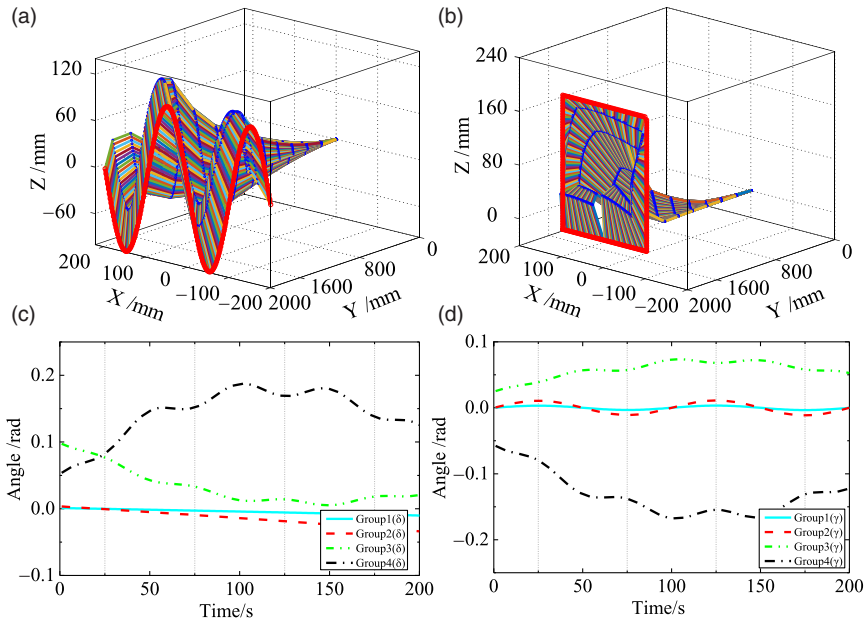 (a)
120
60
0
−60
Z /mm
200
100
0
−100
−200
X /mm
2000
1600
800
0
Y /mm
(b)
240
160
80
0
Z /mm
200
100
0
−100
−200
X /mm
2000
1600
800
0
Y /mm
(c)
0.2
0.1
0.0
−0.1
Angle /rad
Group1(δ)
Group2(δ)
Group3(δ)
Group4(δ)
0
50
100
150
200
Time/s
(d)
0.1
0.0
−0.1
−0.2
Angle /rad
Group1(γ)
Group2(γ)
Group3(γ)
Group4(γ)
0
50
100
150
200
Time/s